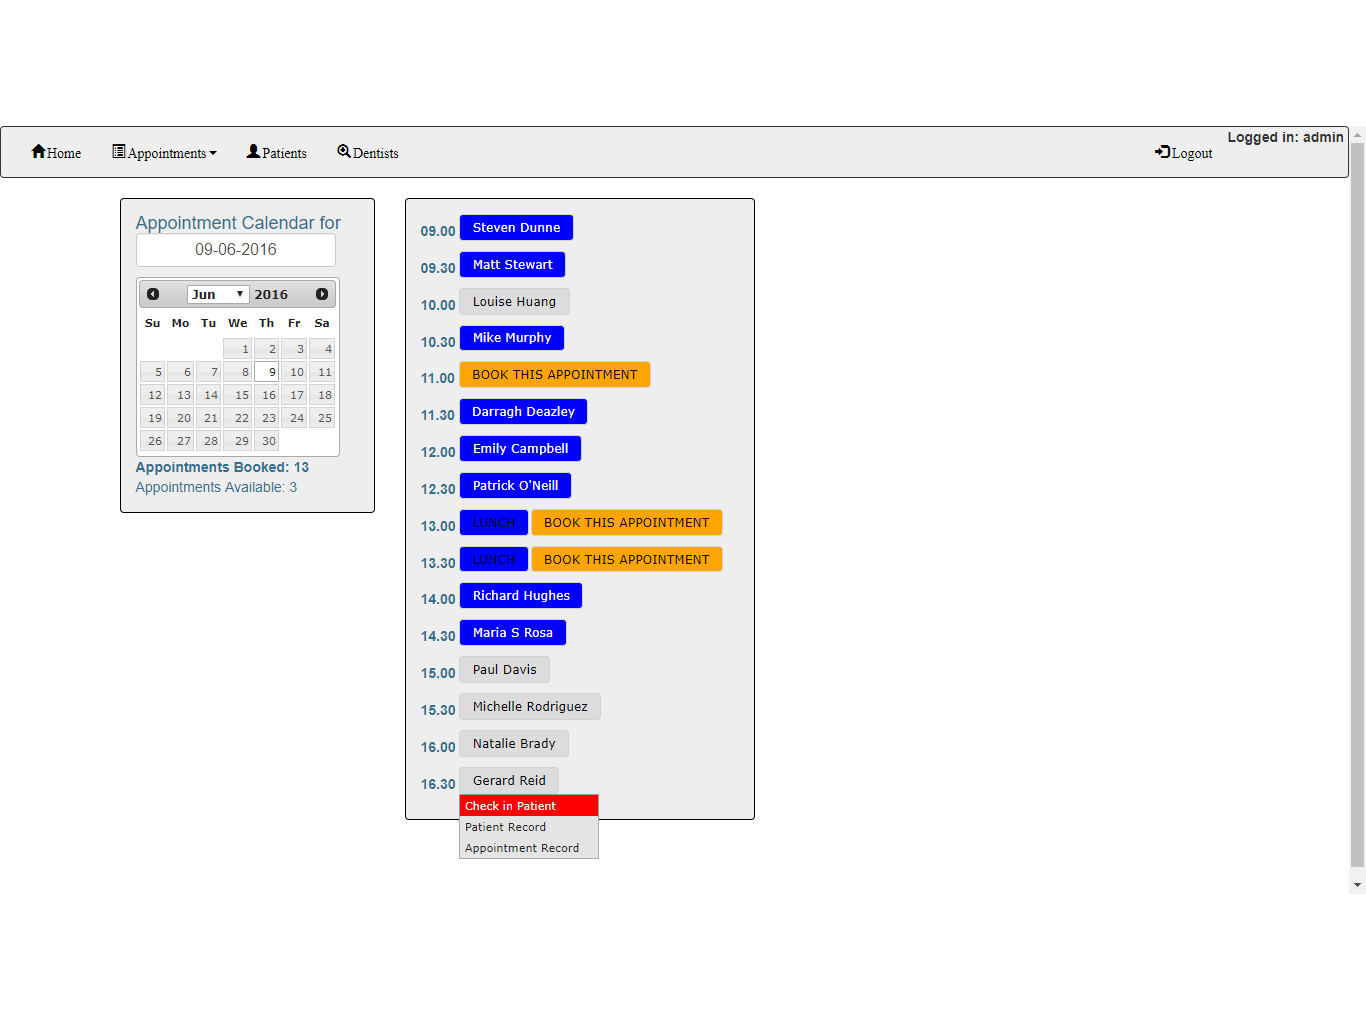 Home Appointments Patients Dentists Logout Logged in: admin
Appointment Calendar for
09-06-2016
Jun 2016
Su Mo Tu We Th Fr Sa
1 2 3 4
5 6 7 8 9 10 11
12 13 14 15 16 17 18
19 20 21 22 23 24 25
26 27 28 29 30
Appointments Booked: 13
Appointments Available: 3
09.00 Steven Dunne
09.30 Matt Stewart
10.00 Louise Huang
10.30 Mike Murphy
11.00 BOOK THIS APPOINTMENT
11.30 Darragh Deazley
12.00 Emily Campbell
12.30 Patrick O'Neill
13.00 LUNCH BOOK THIS APPOINTMENT
13.30 LUNCH BOOK THIS APPOINTMENT
14.00 Richard Hughes
14.30 Maria S Rosa
15.00 Paul Davis
15.30 Michelle Rodriguez
16.00 Natalie Brady
16.30 Gerard Reid
Check in Patient
Patient Record
Appointment Record